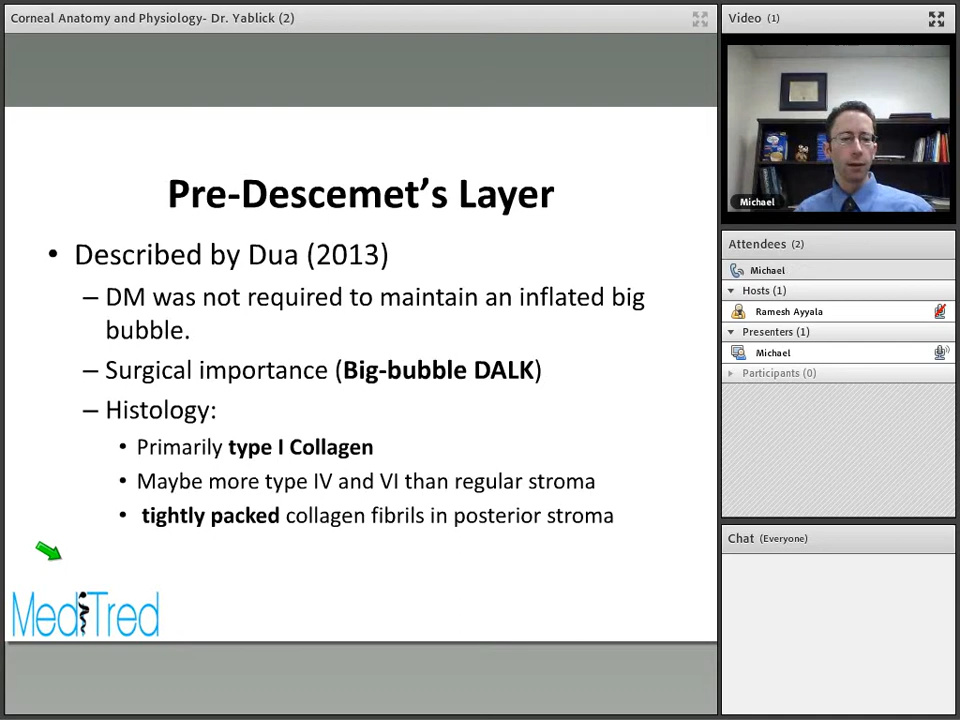 Corneal Anatomy and Physiology- Dr. Yablick (2)
Pre-Descemet's Layer
• Described by Dua (2013)
– DM was not required to maintain an inflated big
bubble.
– Surgical importance (Big-bubble DALK)
– Histology:
• Primarily type I Collagen
• Maybe more type IV and VI than regular stroma
• tightly packed collagen fibrils in posterior stroma
MediTred
Video (1)
Michael
Attendees (2)
Michael
Hosts (1)
Ramesh Ayyala
Presenters (1)
Michael
Participants (0)
Chat (Everyone)